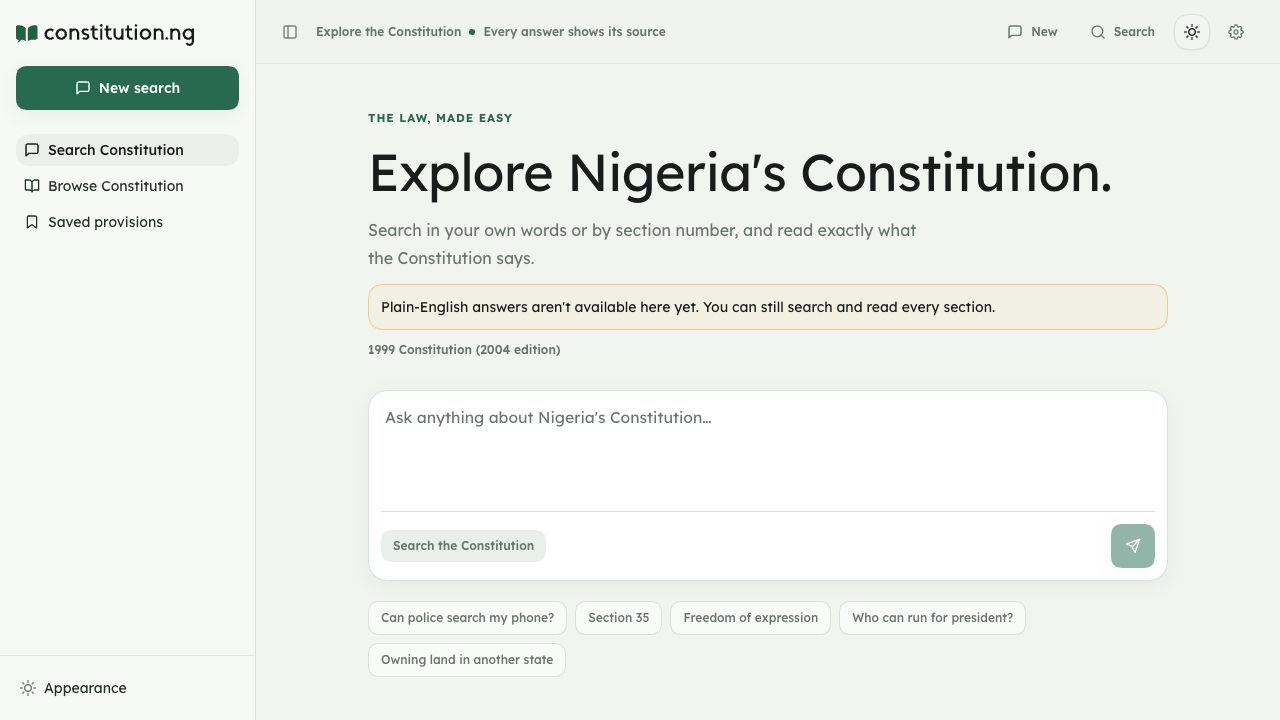 constitution.ng
New search
Search Constitution
Browse Constitution
Saved provisions
Appearance
Explore the Constitution • Every answer shows its source
New
Search
THE LAW, MADE EASY
Explore Nigeria's Constitution.
Search in your own words or by section number, and read exactly what
the Constitution says.
Plain-English answers aren't available here yet. You can still search and read every section.
1999 Constitution (2004 edition)
Ask anything about Nigeria's Constitution…
Search the Constitution
Can police search my phone?
Section 35
Freedom of expression
Who can run for president?
Owning land in another state